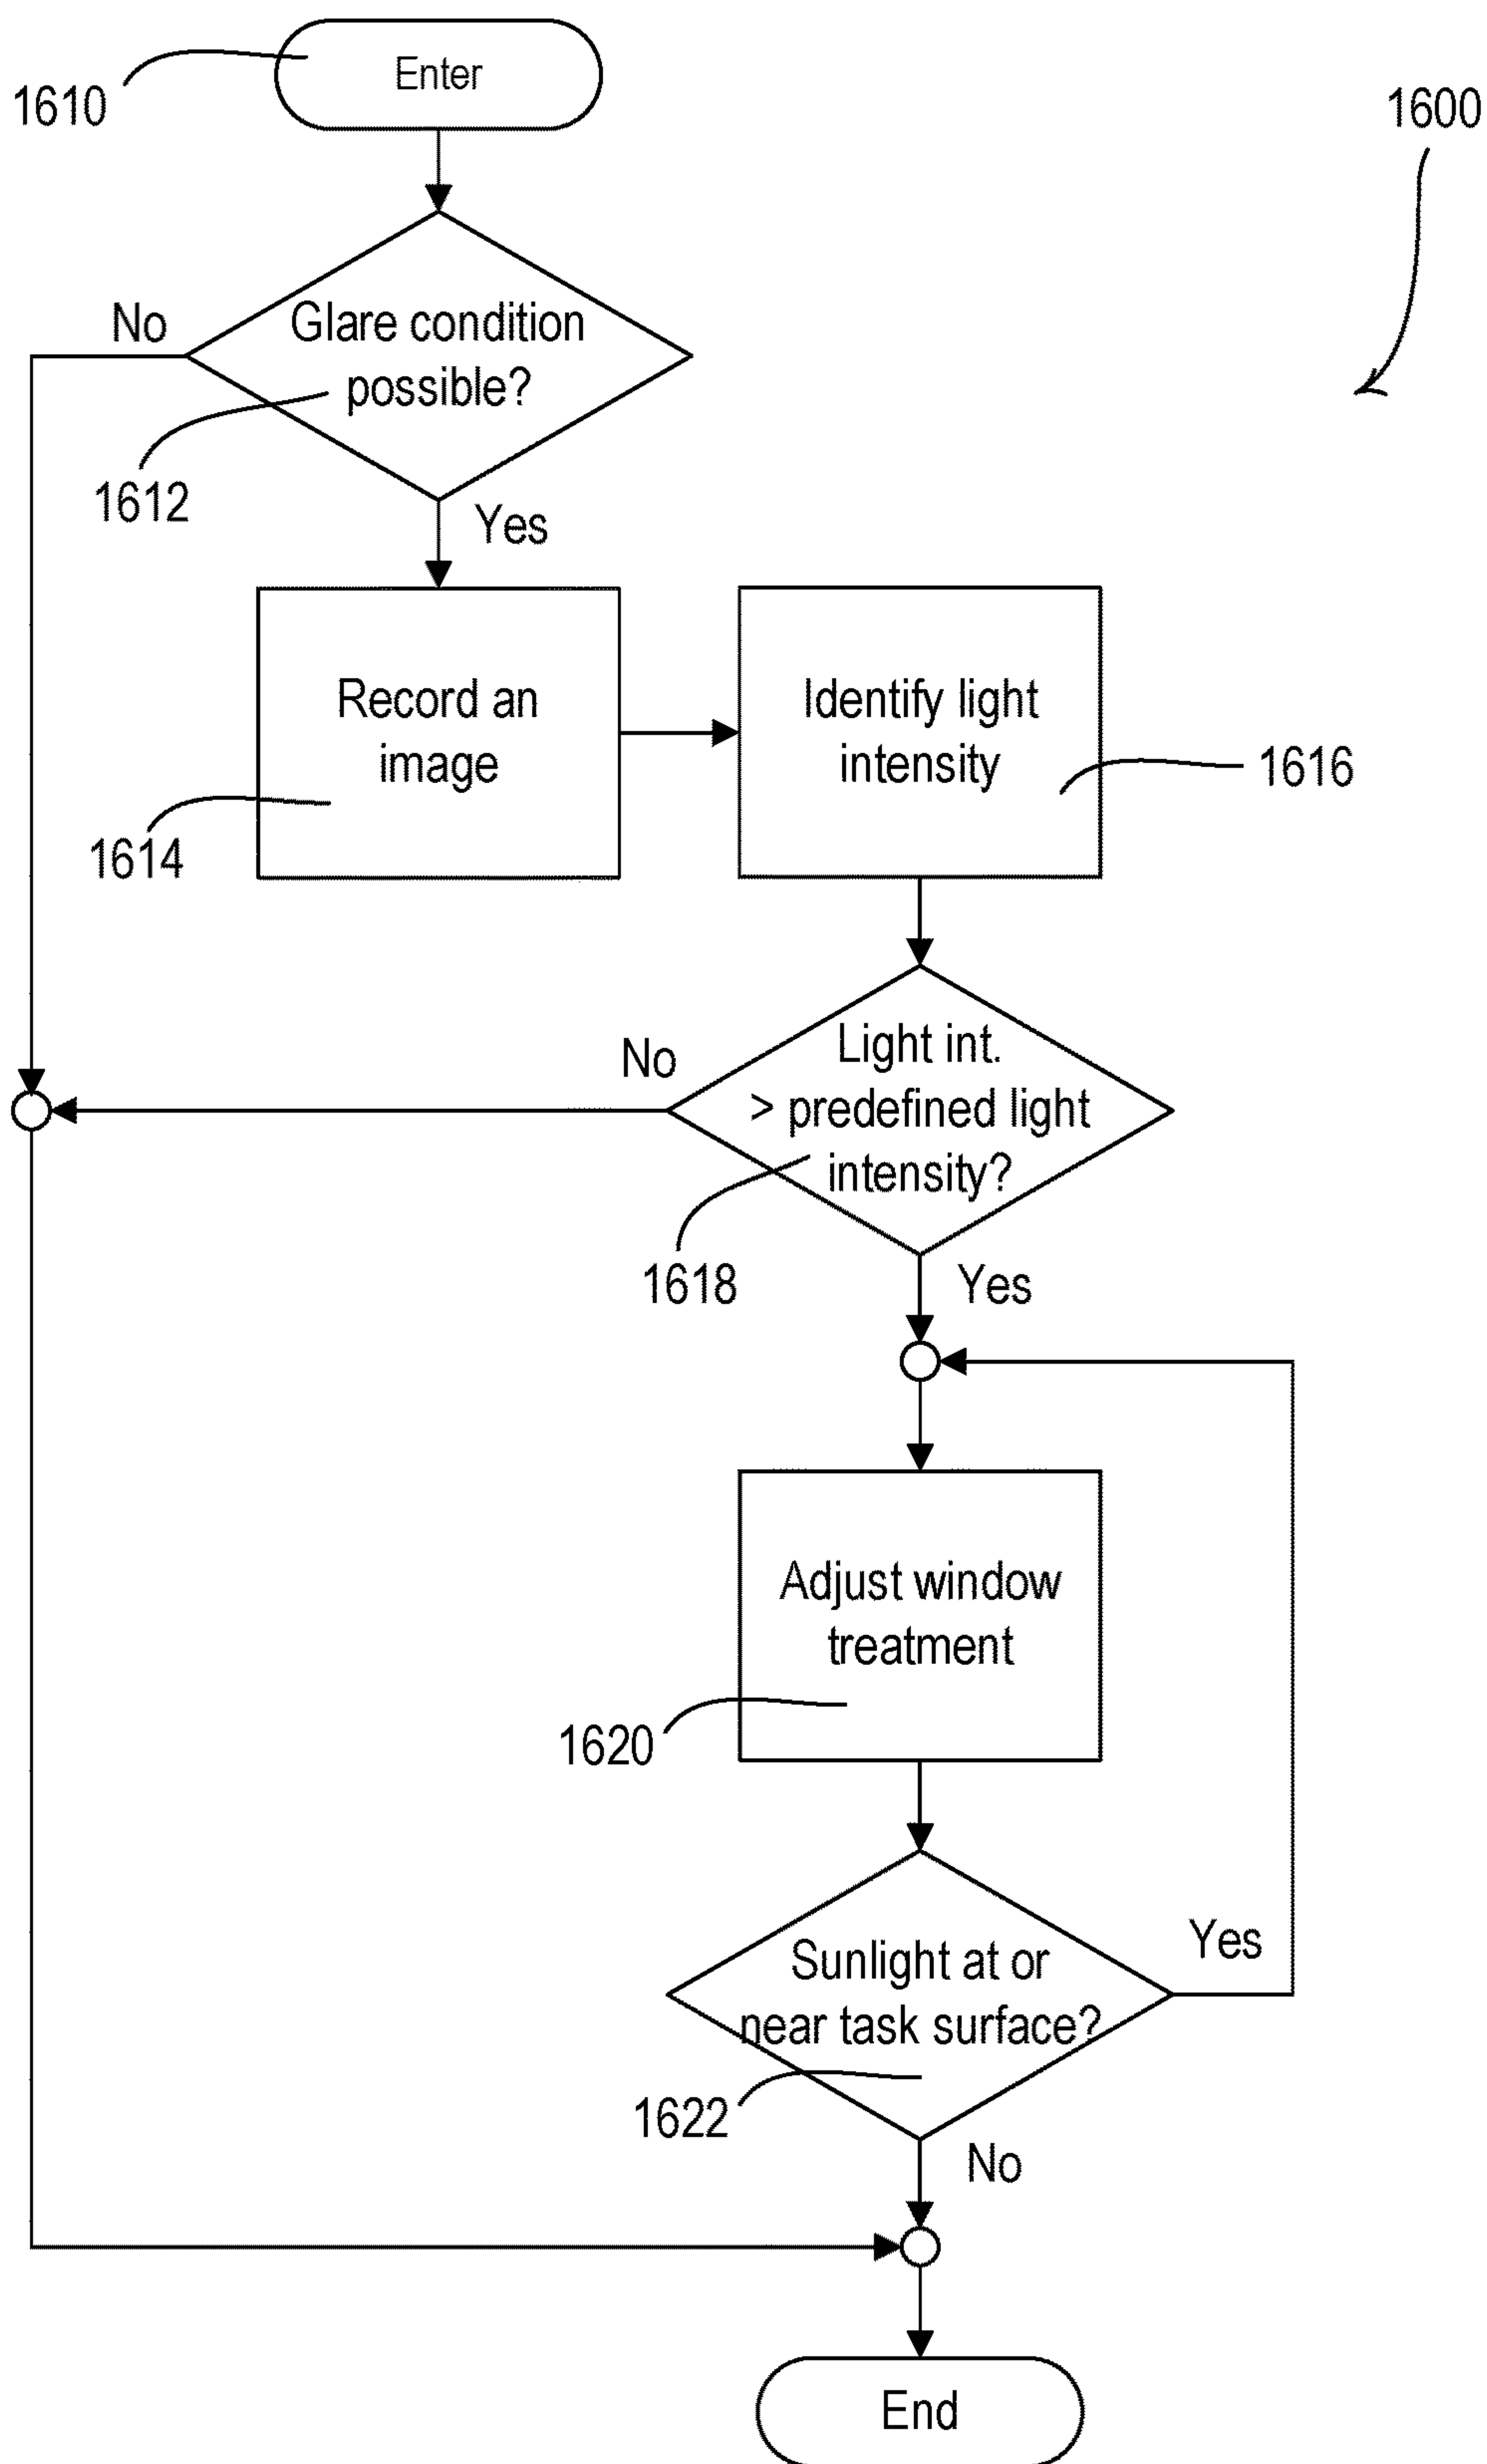 Enter
1610
1600
No
Glare condition
possible?
1612
Yes
Record an
image
1614
Identify light
intensity
1616
No
Light int.
> predefined light
intensity?
1618
Yes
Adjust window
treatment
1620
Yes
Sunlight at or
near task surface?
1622
No
End